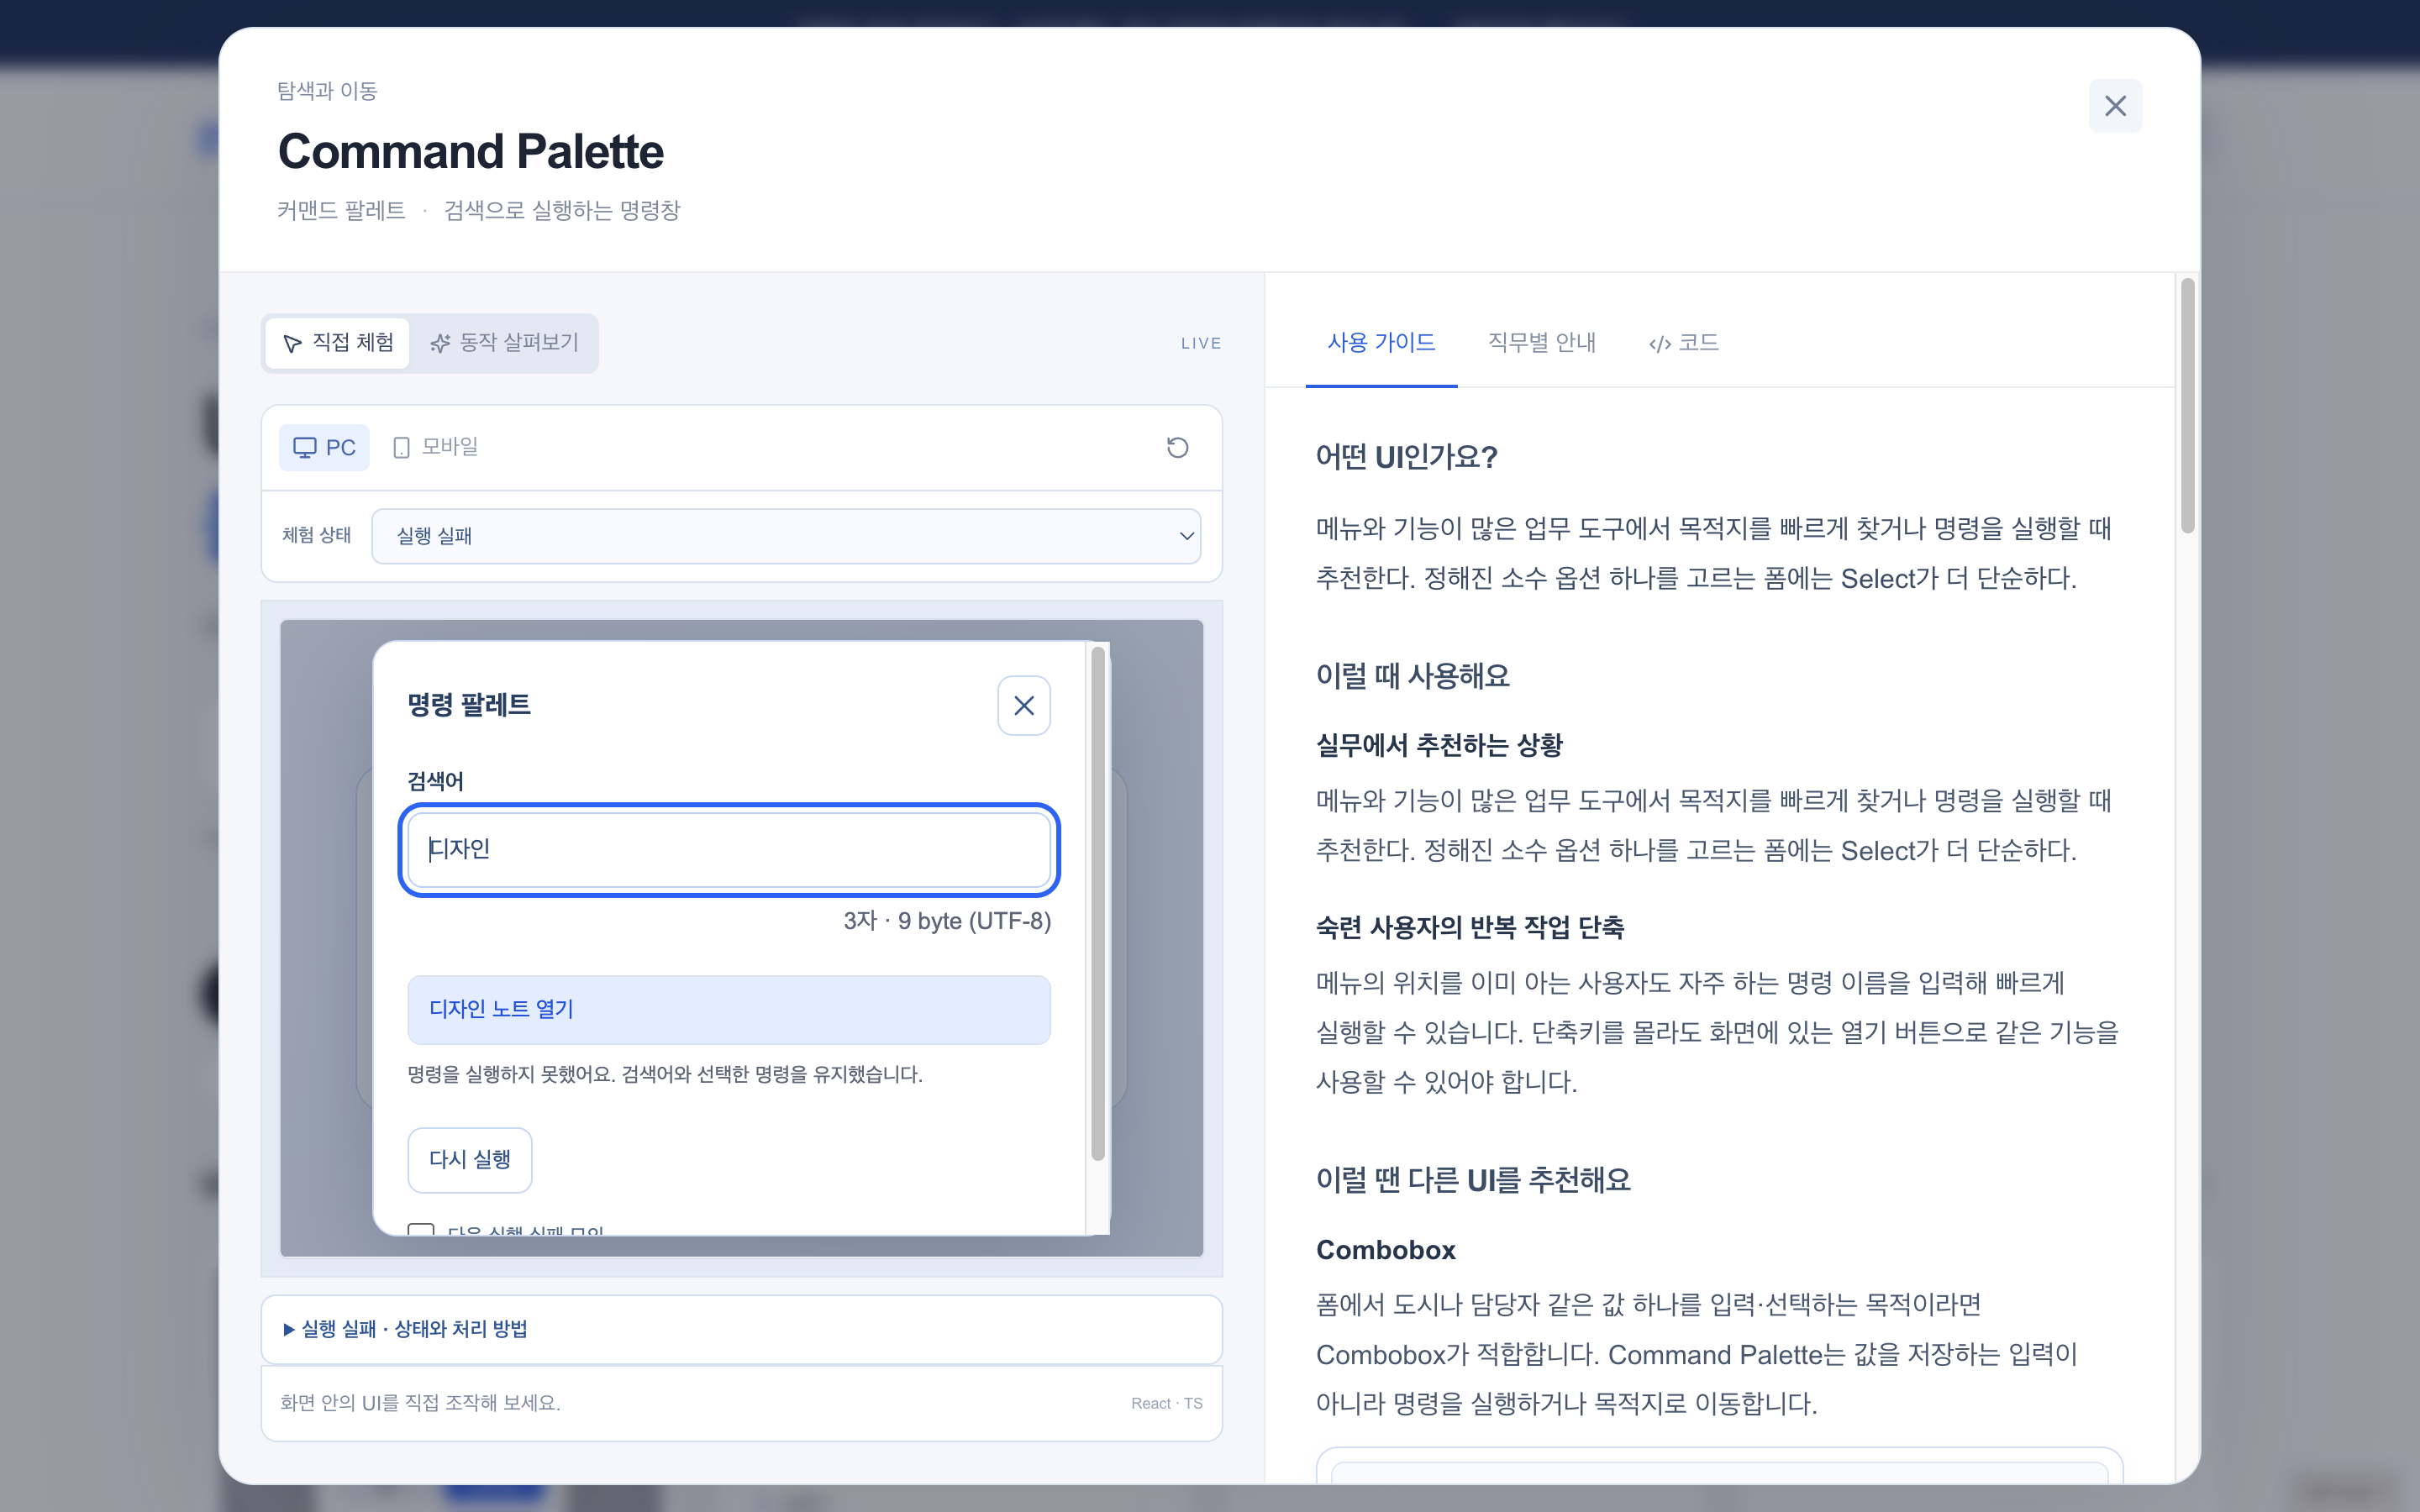 탐색과 이동
Command Palette
커맨드 팔레트 · 검색으로 실행하는 명령창
직접 체험
동작 살펴보기
LIVE
PC
모바일
체험 상태
실행 실패
명령 팔레트
검색어
디자인
3자 · 9 byte (UTF-8)
디자인 노트 열기
명령을 실행하지 못했어요. 검색어와 선택한 명령을 유지했습니다.
다시 실행
다음 실행 실패 모의
▶ 실행 실패 · 상태와 처리 방법
화면 안의 UI를 직접 조작해 보세요.
React · TS
사용 가이드
직무별 안내
</> 코드
어떤 UI인가요?
메뉴와 기능이 많은 업무 도구에서 목적지를 빠르게 찾거나 명령을 실행할 때
추천한다. 정해진 소수 옵션 하나를 고르는 폼에는 Select가 더 단순하다.
이럴 때 사용해요
실무에서 추천하는 상황
메뉴와 기능이 많은 업무 도구에서 목적지를 빠르게 찾거나 명령을 실행할 때
추천한다. 정해진 소수 옵션 하나를 고르는 폼에는 Select가 더 단순하다.
숙련 사용자의 반복 작업 단축
메뉴의 위치를 이미 아는 사용자도 자주 하는 명령 이름을 입력해 빠르게
실행할 수 있습니다. 단축키를 몰라도 화면에 있는 열기 버튼으로 같은 기능을
사용할 수 있어야 합니다.
이럴 땐 다른 UI를 추천해요
Combobox
폼에서 도시나 담당자 같은 값 하나를 입력·선택하는 목적이라면
Combobox가 적합합니다. Command Palette는 값을 저장하는 입력이
아니라 명령을 실행하거나 목적지로 이동합니다.